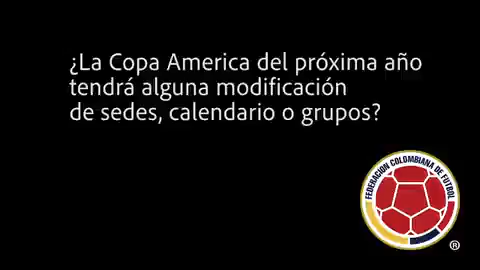 ¿La Copa America del próxima año
tendrá alguna modificación
de sedes, calendario o grupos?
FEDERACIÓN COLOMBIANA DE FÚTBOL
®